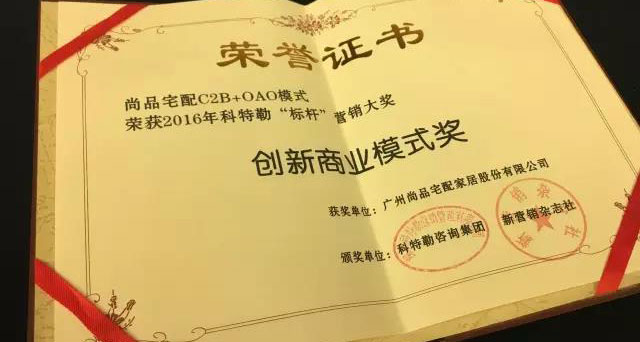 荣誉证书
尚品宅配C2B+OAO模式
荣获2016年科特勒“标杆”营销大奖
创新商业模式奖
获奖单位:广州尚品宅配家居股份有限公司
颁奖单位:科特勒咨询集团 新营销杂志社